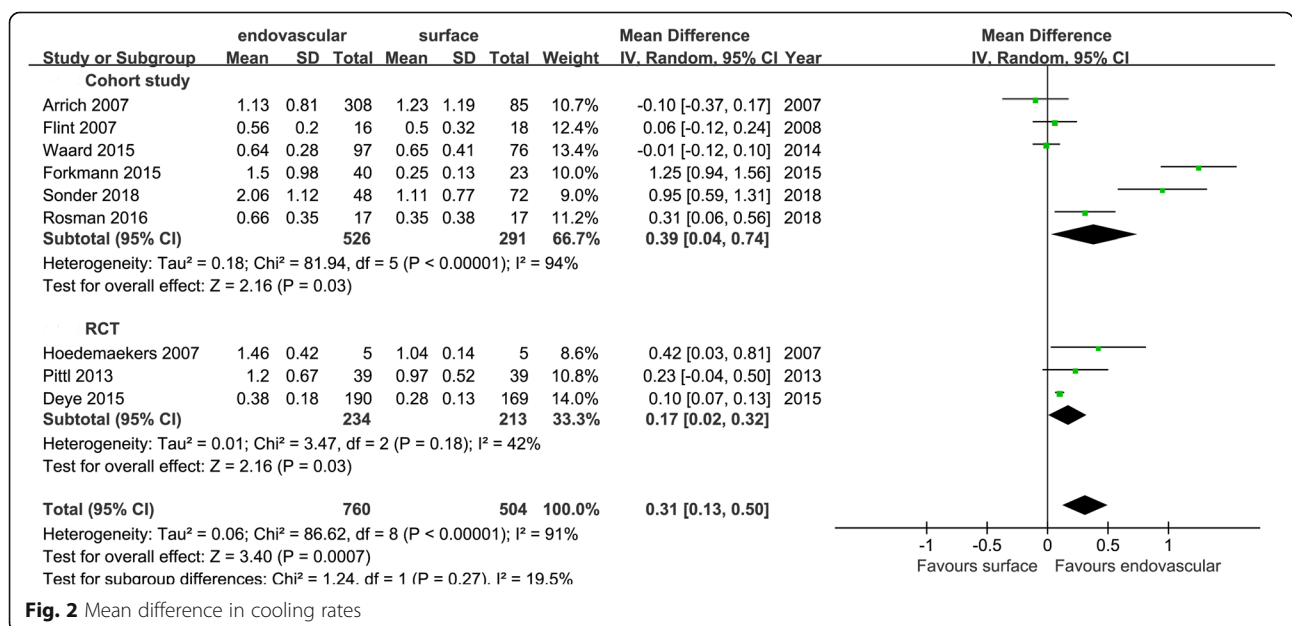 endovascular surface Mean Difference Mean Difference
Study or Subgroup Mean SD Total Mean SD Total Weight IV, Random, 95% CI Year IV, Random, 95% CI
Cohort study
Arrich 2007 1.13 0.81 308 1.23 1.19 85 10.7% -0.10 [-0.37, 0.17] 2007
Flint 2007 0.56 0.2 16 0.5 0.32 18 12.4% 0.06 [-0.12, 0.24] 2008
Waard 2015 0.64 0.28 97 0.65 0.41 76 13.4% -0.01 [-0.12, 0.10] 2014
Forkmann 2015 1.5 0.98 40 0.25 0.13 23 10.0% 1.25 [0.94, 1.56] 2015
Sonder 2018 2.06 1.12 48 1.11 0.77 72 9.0% 0.95 [0.59, 1.31] 2018
Rosman 2016 0.66 0.35 17 0.35 0.38 17 11.2% 0.31 [0.06, 0.56] 2018
Subtotal (95% CI) 526 291 66.7% 0.39 [0.04, 0.74]
Heterogeneity: Tau² = 0.18; Chi² = 81.94, df = 5 (P < 0.00001); I² = 94%
Test for overall effect: Z = 2.16 (P = 0.03)
RCT
Hoedemaekers 2007 1.46 0.42 5 1.04 0.14 5 8.6% 0.42 [0.03, 0.81] 2007
Pittl 2013 1.2 0.67 39 0.97 0.52 39 10.8% 0.23 [-0.04, 0.50] 2013
Deye 2015 0.38 0.18 190 0.28 0.13 169 14.0% 0.10 [0.07, 0.13] 2015
Subtotal (95% CI) 234 213 33.3% 0.17 [0.02, 0.32]
Heterogeneity: Tau² = 0.01; Chi² = 3.47, df = 2 (P = 0.18); I² = 42%
Test for overall effect: Z = 2.16 (P = 0.03)
Total (95% CI) 760 504 100.0% 0.31 [0.13, 0.50]
Heterogeneity: Tau² = 0.06; Chi² = 86.62, df = 8 (P < 0.00001); I² = 91%
Test for overall effect: Z = 3.40 (P = 0.0007)
Test for subgroup differences: Chi² = 1.24, df = 1 (P = 0.27), I² = 19.5%
-1 -0.5 0 0.5 1
Favours surface Favours endovascular
Fig. 2 Mean difference in cooling rates